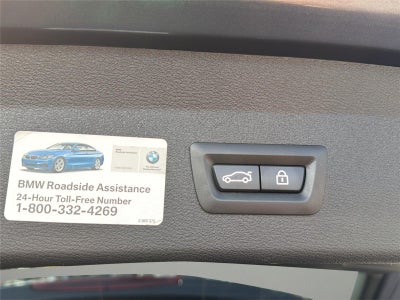 BMW Roadside Assistance
24-Hour Toll-Free Number
1-800-332-4269